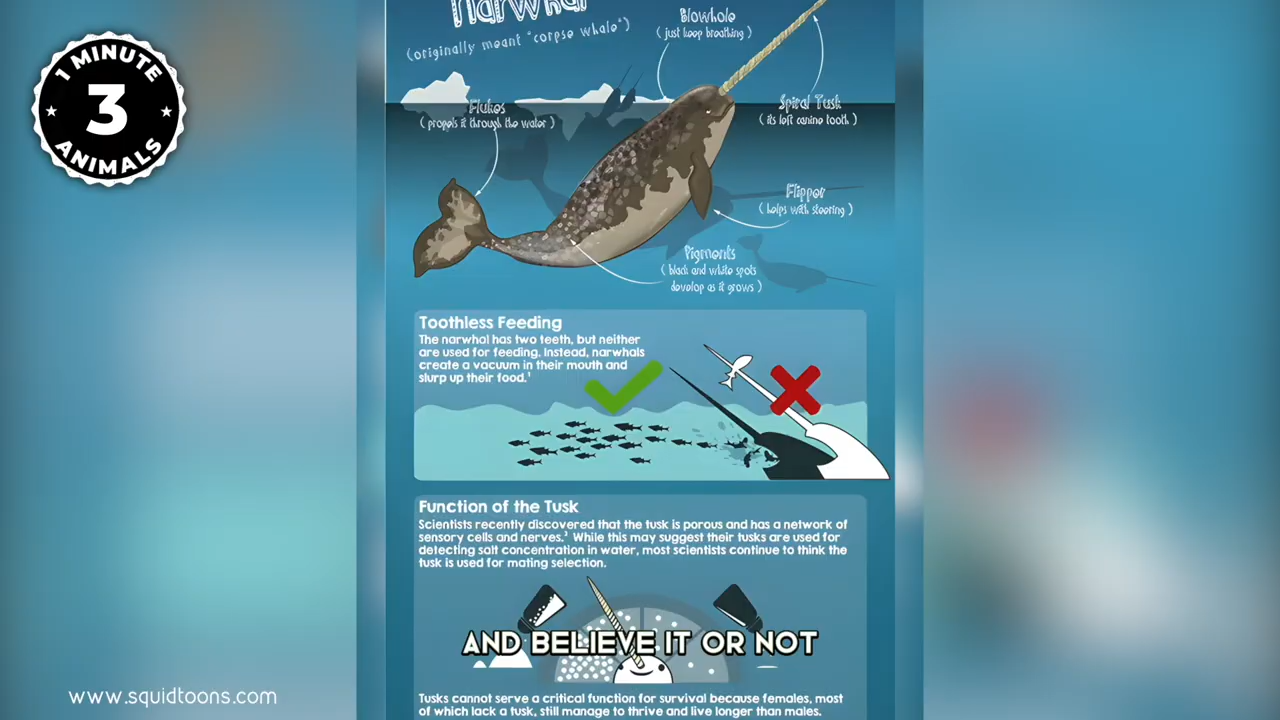 1 MINUTE
3
ANIMALS
narwhal
(originally meant "corpse whale")
Blowhole
(just keep breathing)
Flukes
(propels it through the water)
Spiral Tusk
(its left canine tooth)
Flipper
(helps with steering)
Pigments
(black and white spots
develop as it grows)
Toothless Feeding
The narwhal has two teeth, but neither
are used for feeding. Instead, narwhals
create a vacuum in their mouth and
slurp up their food.¹
Function of the Tusk
Scientists recently discovered that the tusk is porous and has a network of
sensory cells and nerves.² While this may suggest their tusks are used for
detecting salt concentration in water, most scientists continue to think the
tusk is used for mating selection.
AND BELIEVE IT OR NOT
Tusks cannot serve a critical function for survival because females, most
of which lack a tusk, still manage to thrive and live longer than males.
www.squidtoons.com